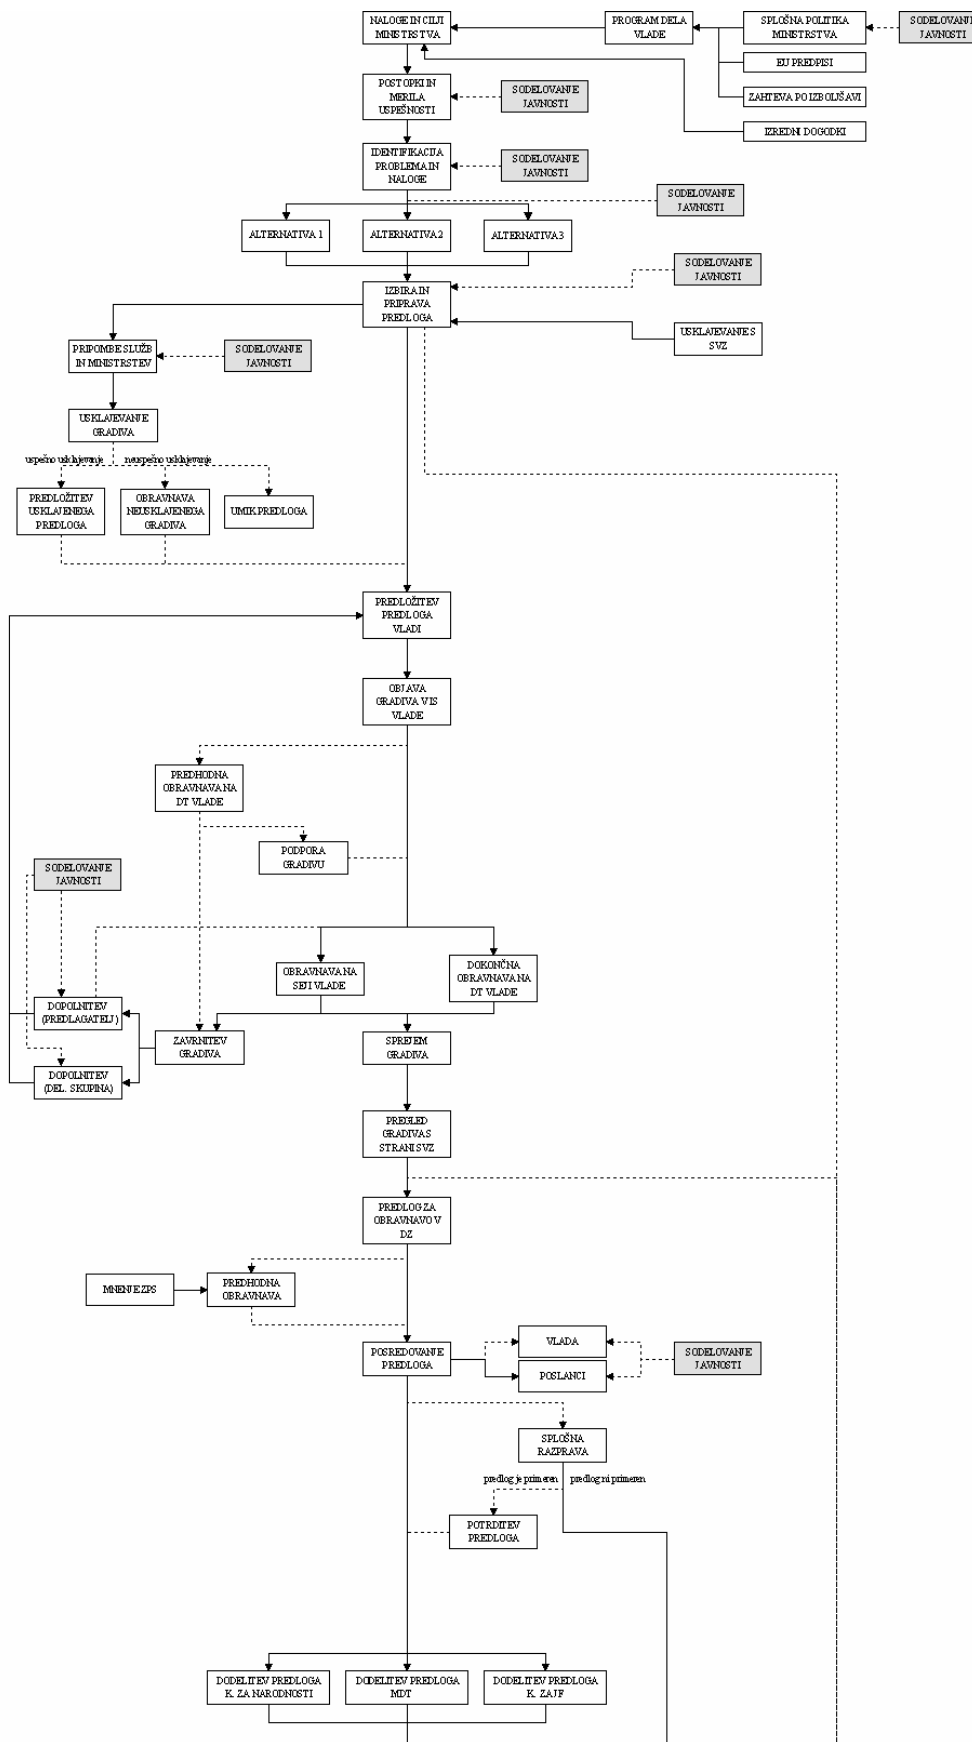 NALOGE IN CILJI
MINISTRSTVA
PROGRAM DELA
VLADE
SPLOŠNA POLITIKA
MINISTRSTVA
SODELOVANJE
JAVNOSTI
EU PREDPISI
ZAHTEVA PO IZBOLJŠAVI
IZREDNI DOGODKI
POSTOPKI IN
MERILA
USPEŠNOSTI
SODELOVANJE
JAVNOSTI
IDENTIFIKACIJA
PROBLEMA IN
NALOGE
SODELOVANJE
JAVNOSTI
SODELOVANJE
JAVNOSTI
ALTERNATIVA 1
ALTERNATIVA 2
ALTERNATIVA 3
SODELOVANJE
JAVNOSTI
IZBIRA IN
PRIPRAVA
PREDLOGA
USKLAJEVANJE S
SVZ
PRIPOMBE SLUŽB
IN MINISTRSTEV
SODELOVANJE
JAVNOSTI
USKLAJEVANJE
GRADIVA
uspešno usklajevanje
neuspešno usklajevanje
PREDLOŽITEV
USKLAJENEGA
PREDLOGA
OBRAVNAVA
NEUSKLAJENEGA
GRADIVA
UMIK PREDLOGA
PREDLOŽITEV
PREDLOGA
VLADI
OBJAVA
GRADIVA V IS
VLADE
PREDHODNA
OBRAVNAVA NA
DT VLADE
PODPORA
GRADIVU
SODELOVANJE
JAVNOSTI
OBRAVNAVA NA
SEJI VLADE
DOKONČNA
OBRAVNAVA NA
DT VLADE
DOPOLNITEV
(PREDLAGATELJ)
ZAVRNITEV
GRADIVA
SPREJEM
GRADIVA
DOPOLNITEV
(DEL. SKUPINA)
PREGLED
GRADIVA S
STRANI SVZ
PREDLOG ZA
OBRAVNAVO V
DZ
MNENJE ZPS
PREDHODNA
OBRAVNAVA
POSREDOVANJE
PREDLOGA
VLADA
POSLANCI
SODELOVANJE
JAVNOSTI
SPLOŠNA
RAZPRAVA
predlog je primeren
predlog ni primeren
POTRDITEV
PREDLOGA
DODELITEV PREDLOGA
K. ZA NARODNOSTI
DODELITEV PREDLOGA
MDT
DODELITEV PREDLOGA
K. ZA JF